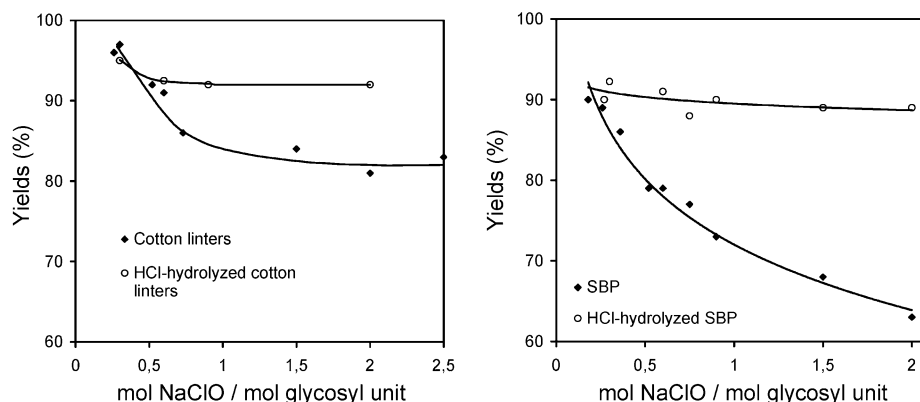 100
90
80
70
60
Yields (%)
Cotton linters
HCl-hydrolyzed cotton
linters
0 0,5 1 1,5 2 2,5
mol NaClO / mol glycosyl unit
100
90
80
70
60
Yields (%)
SBP
HCl-hydrolyzed SBP
0 0,5 1 1,5 2
mol NaClO / mol glycosyl unit